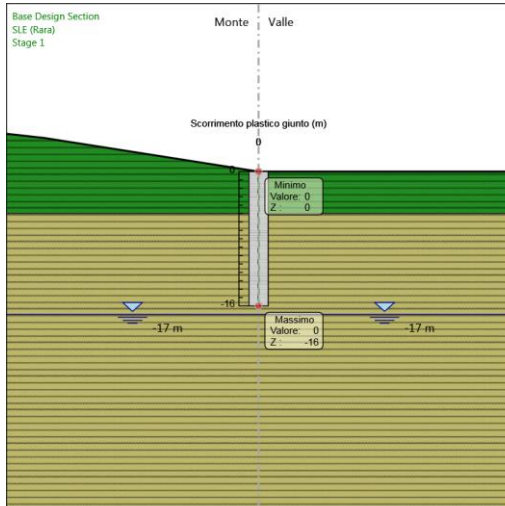 Base Design Section
SLE (Rara)
Stage 1
Monte
Valle
Scorrimento plastico giunto (m)
0
0
Minimo
Valore: 0
Z : 0
-16
Massimo
Valore: 0
Z : -16
-17 m
-17 m